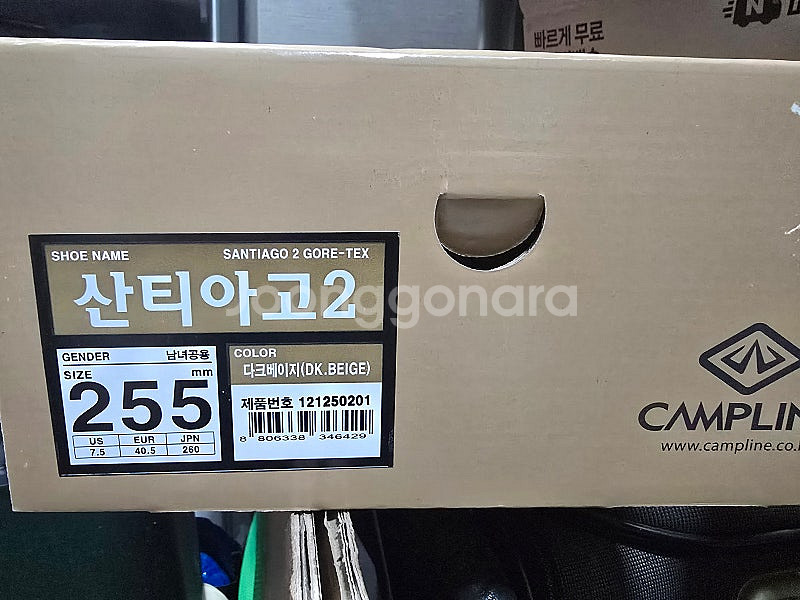 빠르게 무료
SHOE NAME
SANTIAGO 2 GORE-TEX
산티아고2
Joonggonara
GENDER
남녀공용
SIZE
mm
255
US
EUR
JPN
7.5
40.5
260
COLOR
다크베이지(DK.BEIGE)
제품번호 121250201
8 806338 346429
CAMPLIN
www.campline.co.k